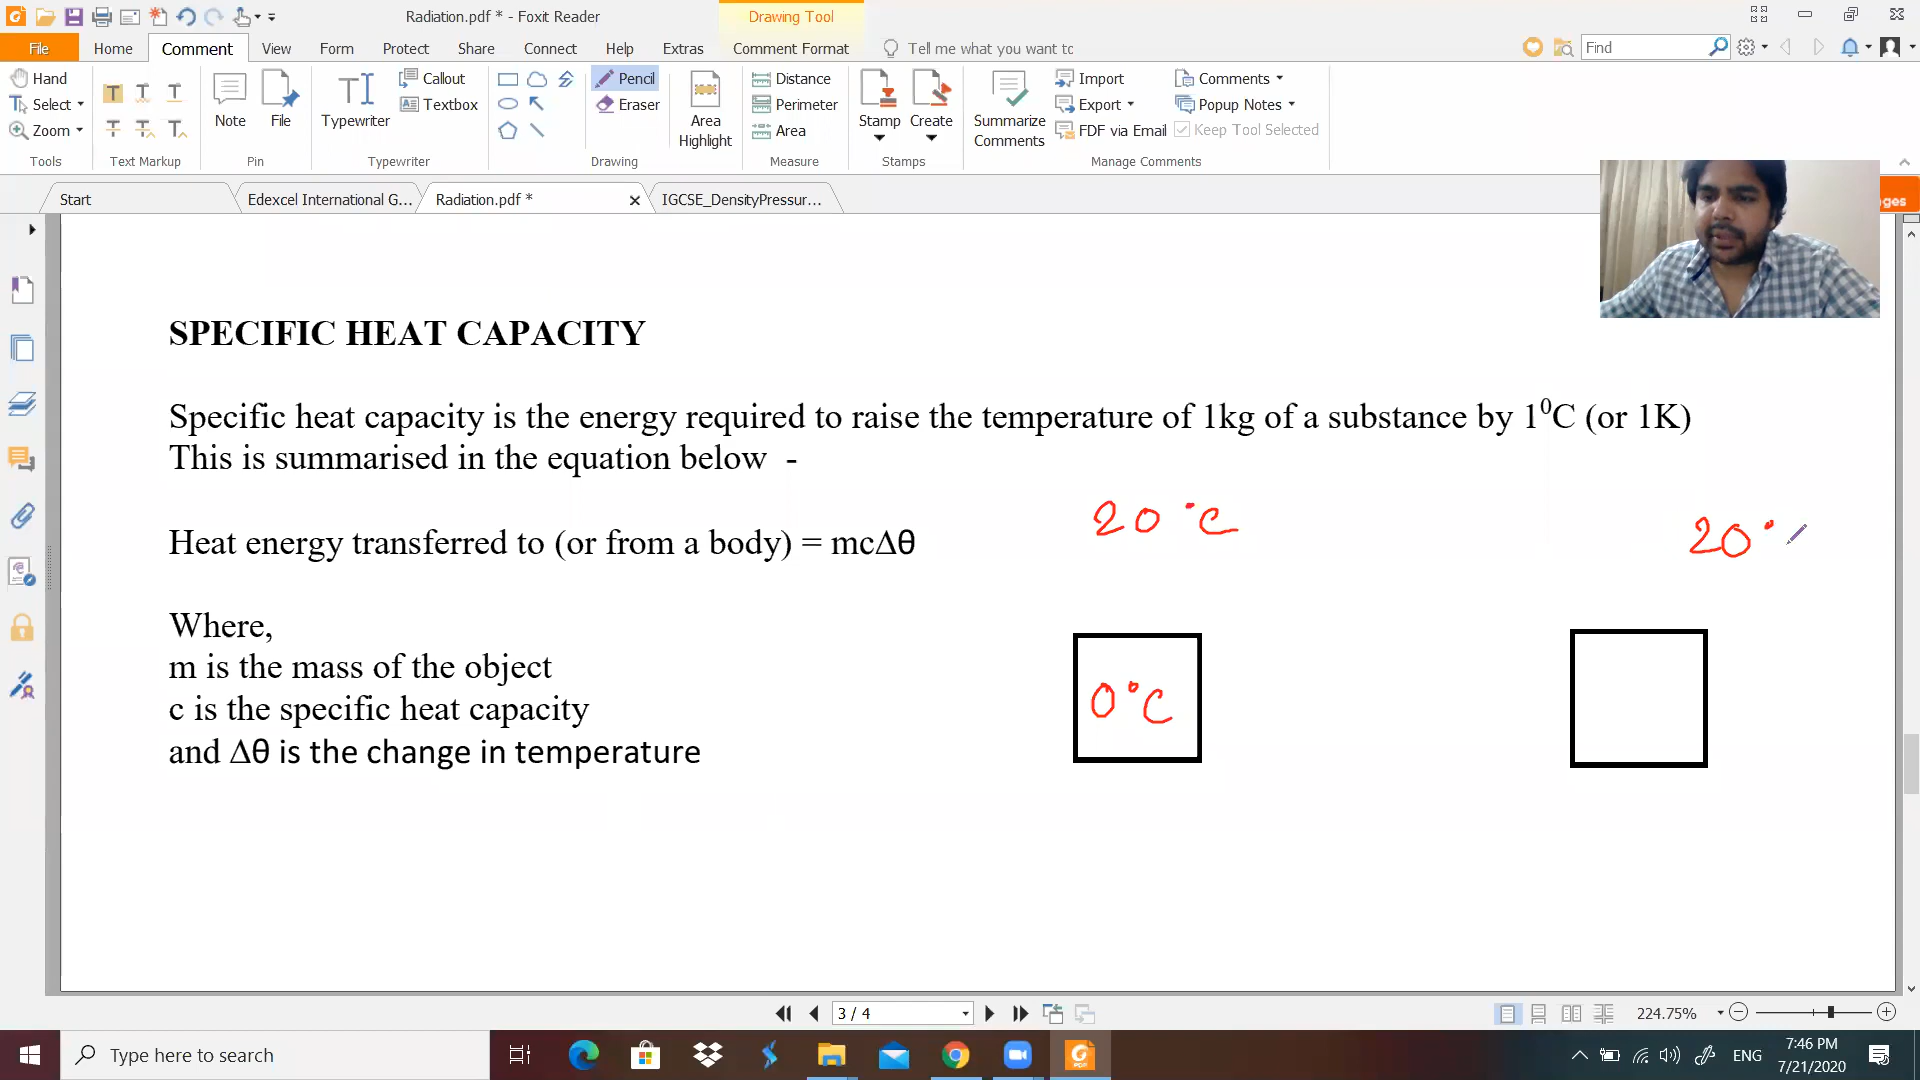 Radiation.pdf * - Foxit Reader
Drawing Tool
File Home Comment View Form Protect Share Connect Help Extras Comment Format Tell me what you want to Find
Hand
Select
Zoom
Tools
Text Markup
Note
File
Pin
Typewriter
Callout
Textbox
Typewriter
Pencil
Eraser
Drawing
Area Highlight
Distance
Perimeter
Area
Measure
Stamp
Create
Stamps
Summarize Comments
Import
Export
FDF via Email
Comments
Popup Notes
Keep Tool Selected
Manage Comments
Start
Edexcel International G...
Radiation.pdf *
IGCSE_DensityPressur...
nges
SPECIFIC HEAT CAPACITY
Specific heat capacity is the energy required to raise the temperature of 1kg of a substance by 1⁰C (or 1K)
This is summarised in the equation below -
20 °C
20°
Heat energy transferred to (or from a body) = mcΔθ
Where,
m is the mass of the object
c is the specific heat capacity
and Δθ is the change in temperature
0°C
3 / 4
224.75%
Type here to search
ENG
7:46 PM
7/21/2020